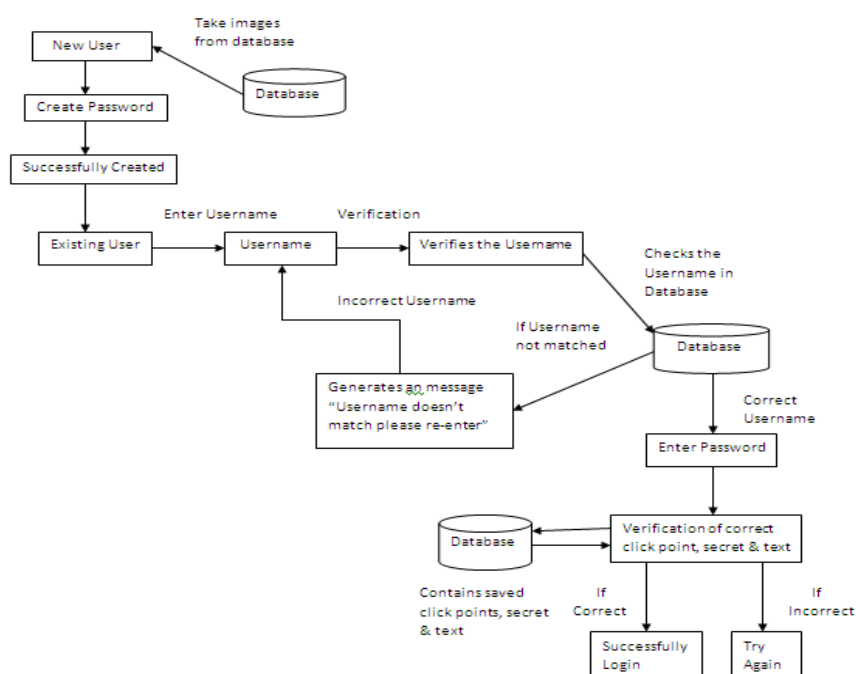 Take images
from database
New User
Database
Create Password
Successfully Created
Enter Username
Verification
Existing User
Username
Verifies the Username
Checks the
Username in
Database
Incorrect Username
If Username
not matched
Database
Generates an message
“Username doesn’t
match please re-enter”
Correct
Username
Enter Password
Database
Verification of correct
click point, secret & text
Contains saved
click points, secret
& text
If
Correct
If
Incorrect
Successfully
Login
Try
Again